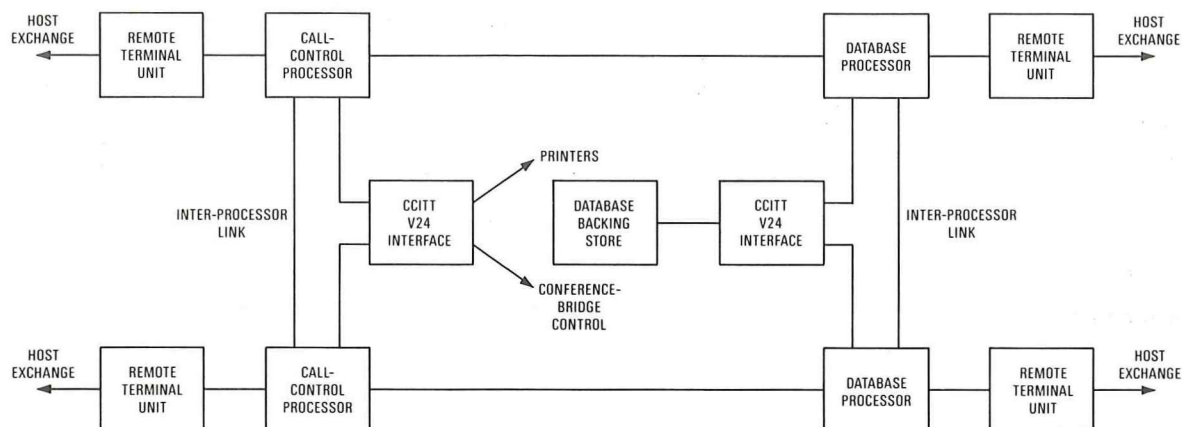 HOST
EXCHANGE
REMOTE
TERMINAL
UNIT
CALL-
CONTROL
PROCESSOR
DATABASE
PROCESSOR
REMOTE
TERMINAL
UNIT
HOST
EXCHANGE
INTER-PROCESSOR
LINK
CCITT
V24
INTERFACE
PRINTERS
CONFERENCE-
BRIDGE
CONTROL
DATABASE
BACKING
STORE
CCITT
V24
INTERFACE
INTER-PROCESSOR
LINK
HOST
EXCHANGE
REMOTE
TERMINAL
UNIT
CALL-
CONTROL
PROCESSOR
DATABASE
PROCESSOR
REMOTE
TERMINAL
UNIT
HOST
EXCHANGE